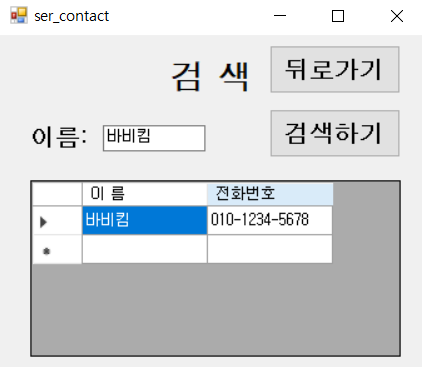 ser_contact
검 색
뒤로가기
이름: 바비킴
검색하기
이 름 전화번호
바비킴 010-1234-5678